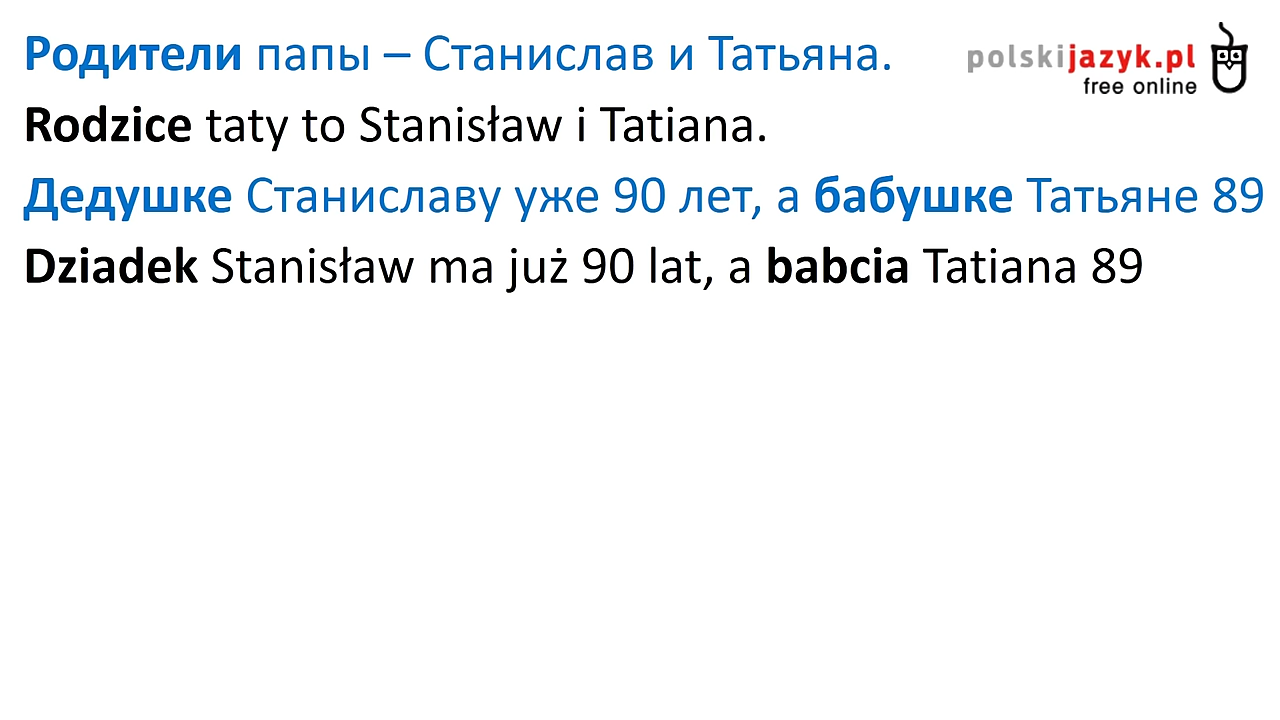 Родители папы – Станислав и Татьяна.
polskijazyk.pl
free online
Rodzice taty to Stanisław i Tatiana.
Дедушке Станиславу уже 90 лет, а бабушке Татьяне 89
Dziadek Stanisław ma już 90 lat, a babcia Tatiana 89